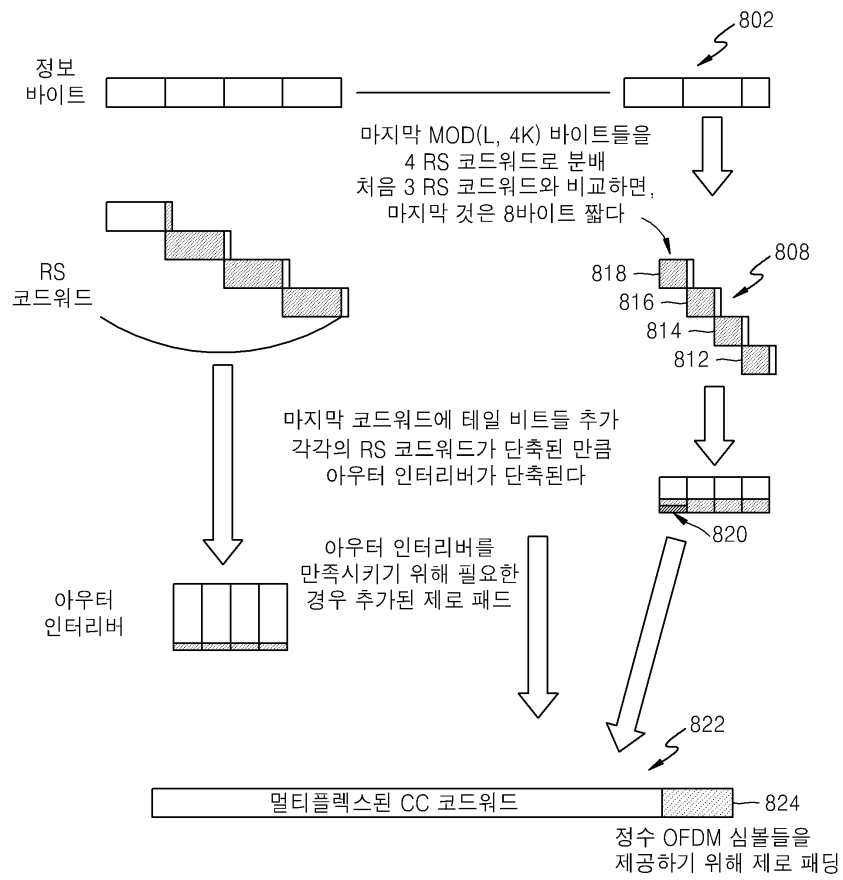 802
정보
바이트
마지막 MOD(L, 4K) 바이트들을
4 RS 코드워드로 분배
처음 3 RS 코드워드와 비교하면,
마지막 것은 8바이트 짧다
RS
코드워드
808
818
816
814
812
마지막 코드워드에 테일 비트들 추가
각각의 RS 코드워드가 단축된 만큼
아우터 인터리버가 단축된다
820
아우터 인터리버를
만족시키기 위해 필요한
경우 추가된 제로 패드
아우터
인터리버
822
멀티플렉스된 CC 코드워드
824
정수 OFDM 심볼들을
제공하기 위해 제로 패딩